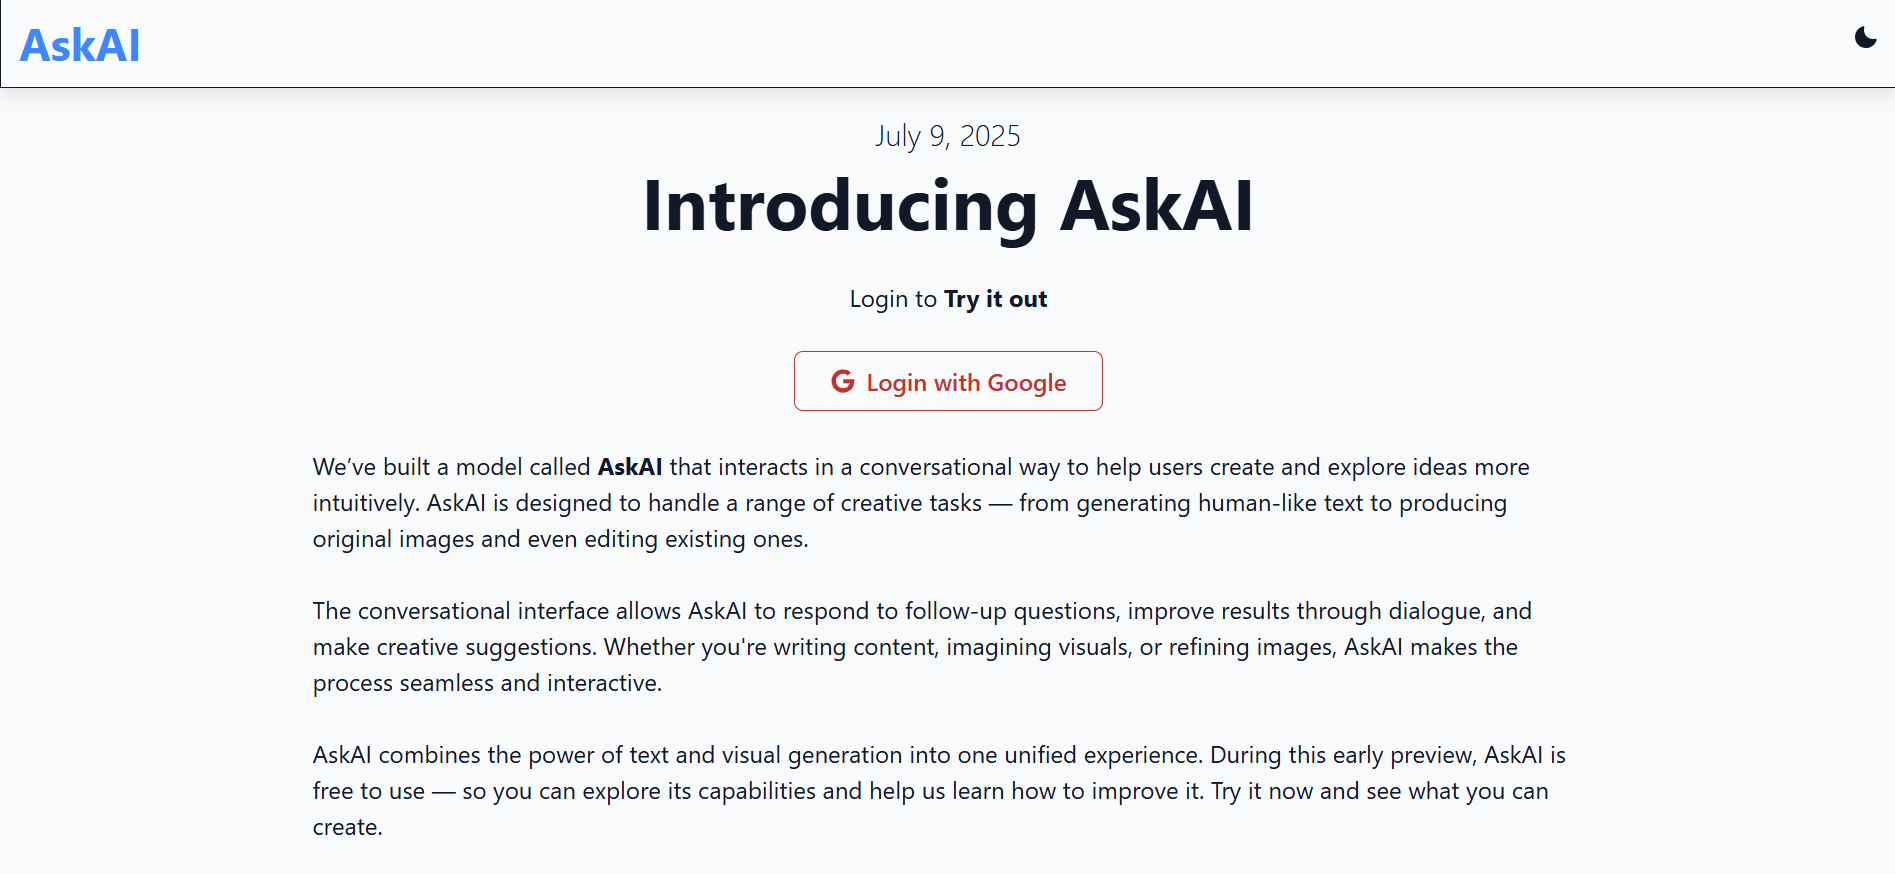 AskAI
July 9, 2025
Introducing AskAI
Login to Try it out
Login with Google
We’ve built a model called AskAI that interacts in a conversational way to help users create and explore ideas more
intuitively. AskAI is designed to handle a range of creative tasks — from generating human-like text to producing
original images and even editing existing ones.
The conversational interface allows AskAI to respond to follow-up questions, improve results through dialogue, and
make creative suggestions. Whether you're writing content, imagining visuals, or refining images, AskAI makes the
process seamless and interactive.
AskAI combines the power of text and visual generation into one unified experience. During this early preview, AskAI is
free to use — so you can explore its capabilities and help us learn how to improve it. Try it now and see what you can
create.